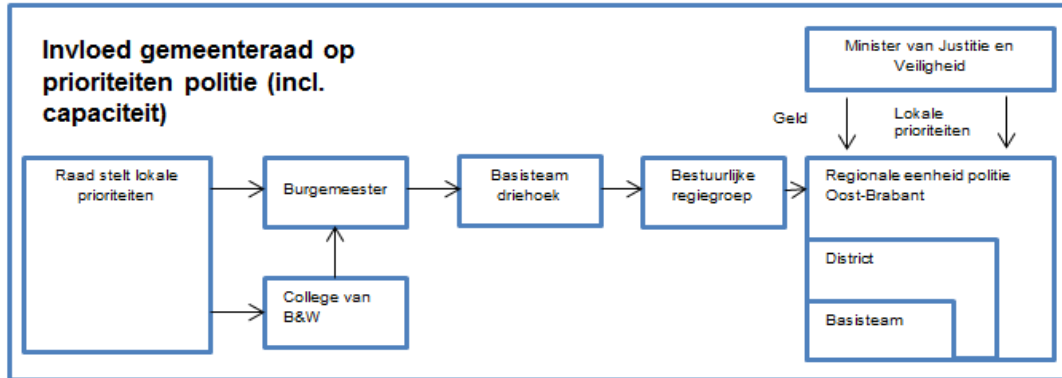 Invloed gemeenteraad op
prioriteiten politie (incl.
capaciteit)
Minister van Justitie en
Veiligheid
Geld
Lokale
prioriteiten
Raad stelt lokale
prioriteiten
Burgemeester
Basisteam
driehoek
Bestuurlijke
regiegroep
Regionale eenheid politie
Oost-Brabant
College van
B&W
District
Basisteam